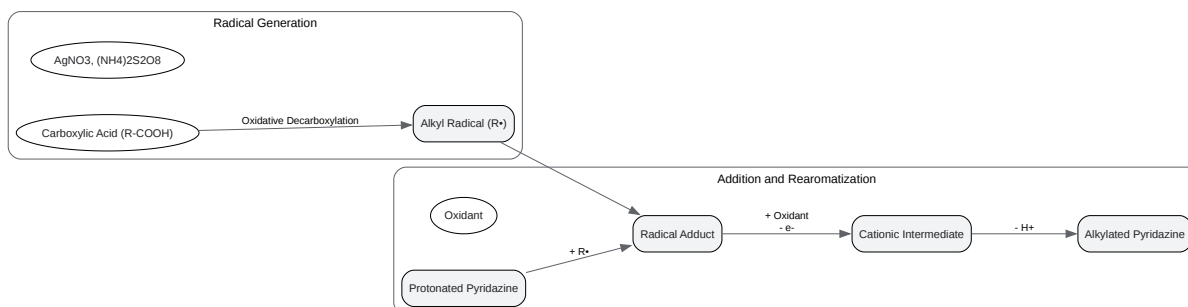 Radical Generation
AgNO3, (NH4)2S2O8
Carboxylic Acid (R-COOH)
Oxidative Decarboxylation
Alkyl Radical (R•)
Addition and Rearomatization
Oxidant
Protonated Pyridazine
+ R•
Radical Adduct
+ Oxidant
- e-
Cationic Intermediate
- H+
Alkylated Pyridazine